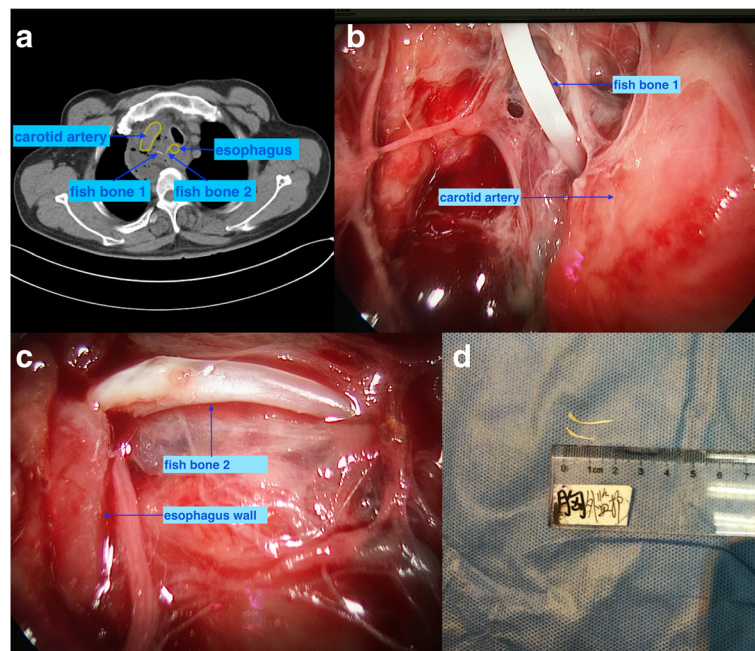 a
carotid artery
esophagus
fish bone 1 fish bone 2
b
fish bone 1
carotid artery
c
fish bone 2
esophagus wall
d
0 1cm 2 3 4 5 6 7
胸